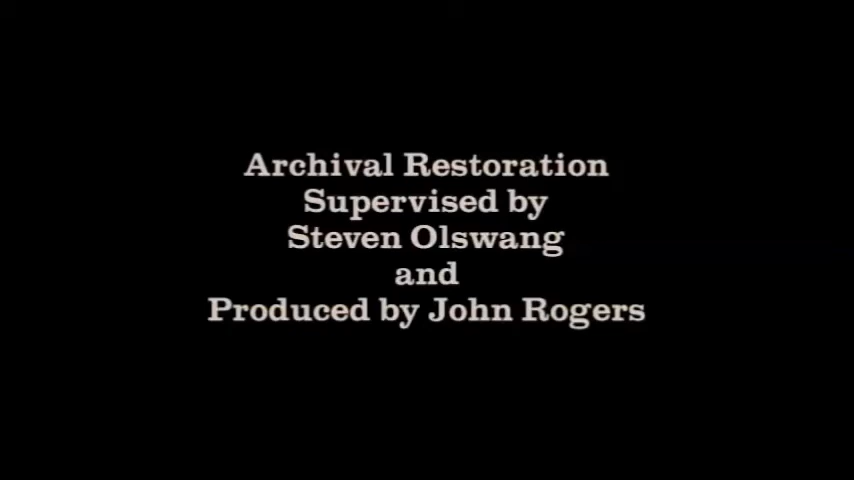 Archival Restoration
Supervised by
Steven Olswang
and
Produced by John Rogers